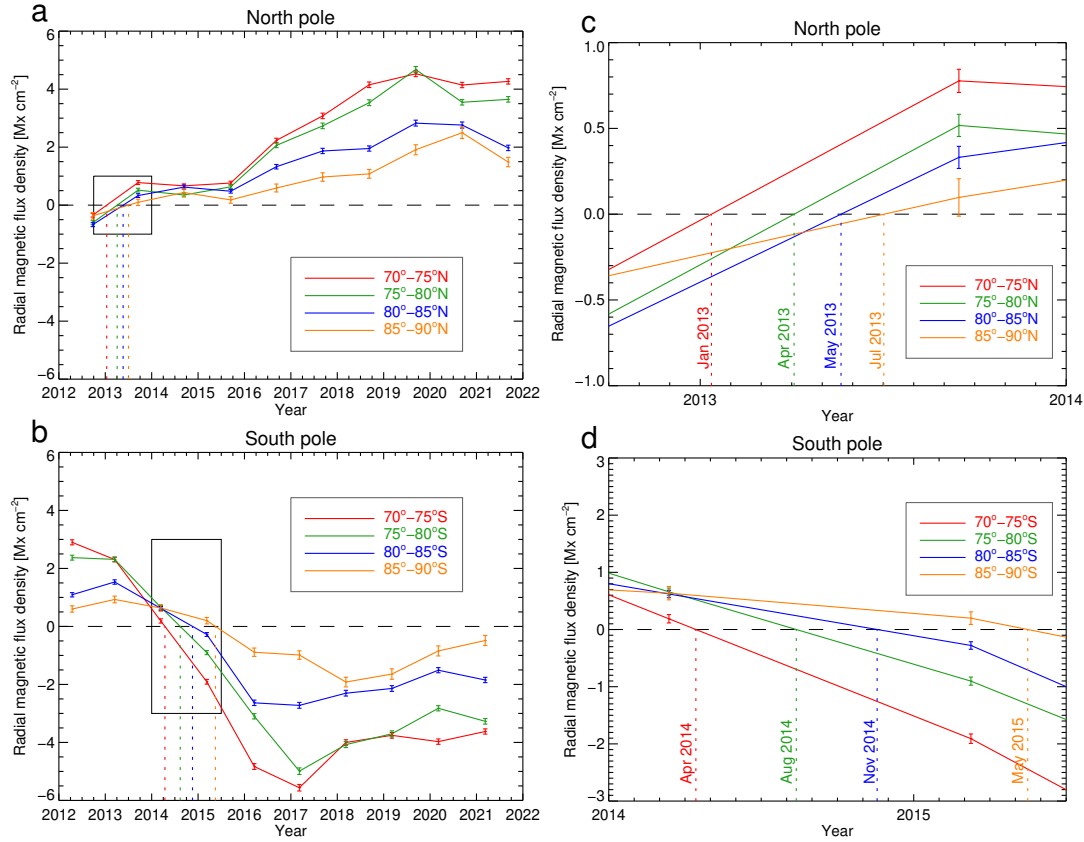 a
North pole
Radial magnetic flux density [Mx cm⁻²]
6
4
2
0
−2
−4
−6
70°−75°N
75°−80°N
80°−85°N
85°−90°N
2012 2013 2014 2015 2016 2017 2018 2019 2020 2021 2022
Year
c
North pole
Radial magnetic flux density [Mx cm⁻²]
1.0
0.5
0.0
−0.5
−1.0
Jan 2013
Apr 2013
May 2013
Jul 2013
70°−75°N
75°−80°N
80°−85°N
85°−90°N
2013 2014
Year
b
South pole
Radial magnetic flux density [Mx cm⁻²]
6
4
2
0
−2
−4
−6
70°−75°S
75°−80°S
80°−85°S
85°−90°S
2012 2013 2014 2015 2016 2017 2018 2019 2020 2021 2022
Year
d
South pole
Radial magnetic flux density [Mx cm⁻²]
3
2
1
0
−1
−2
−3
70°−75°S
75°−80°S
80°−85°S
85°−90°S
Apr 2014
Aug 2014
Nov 2014
May 2015
2014 2015
Year